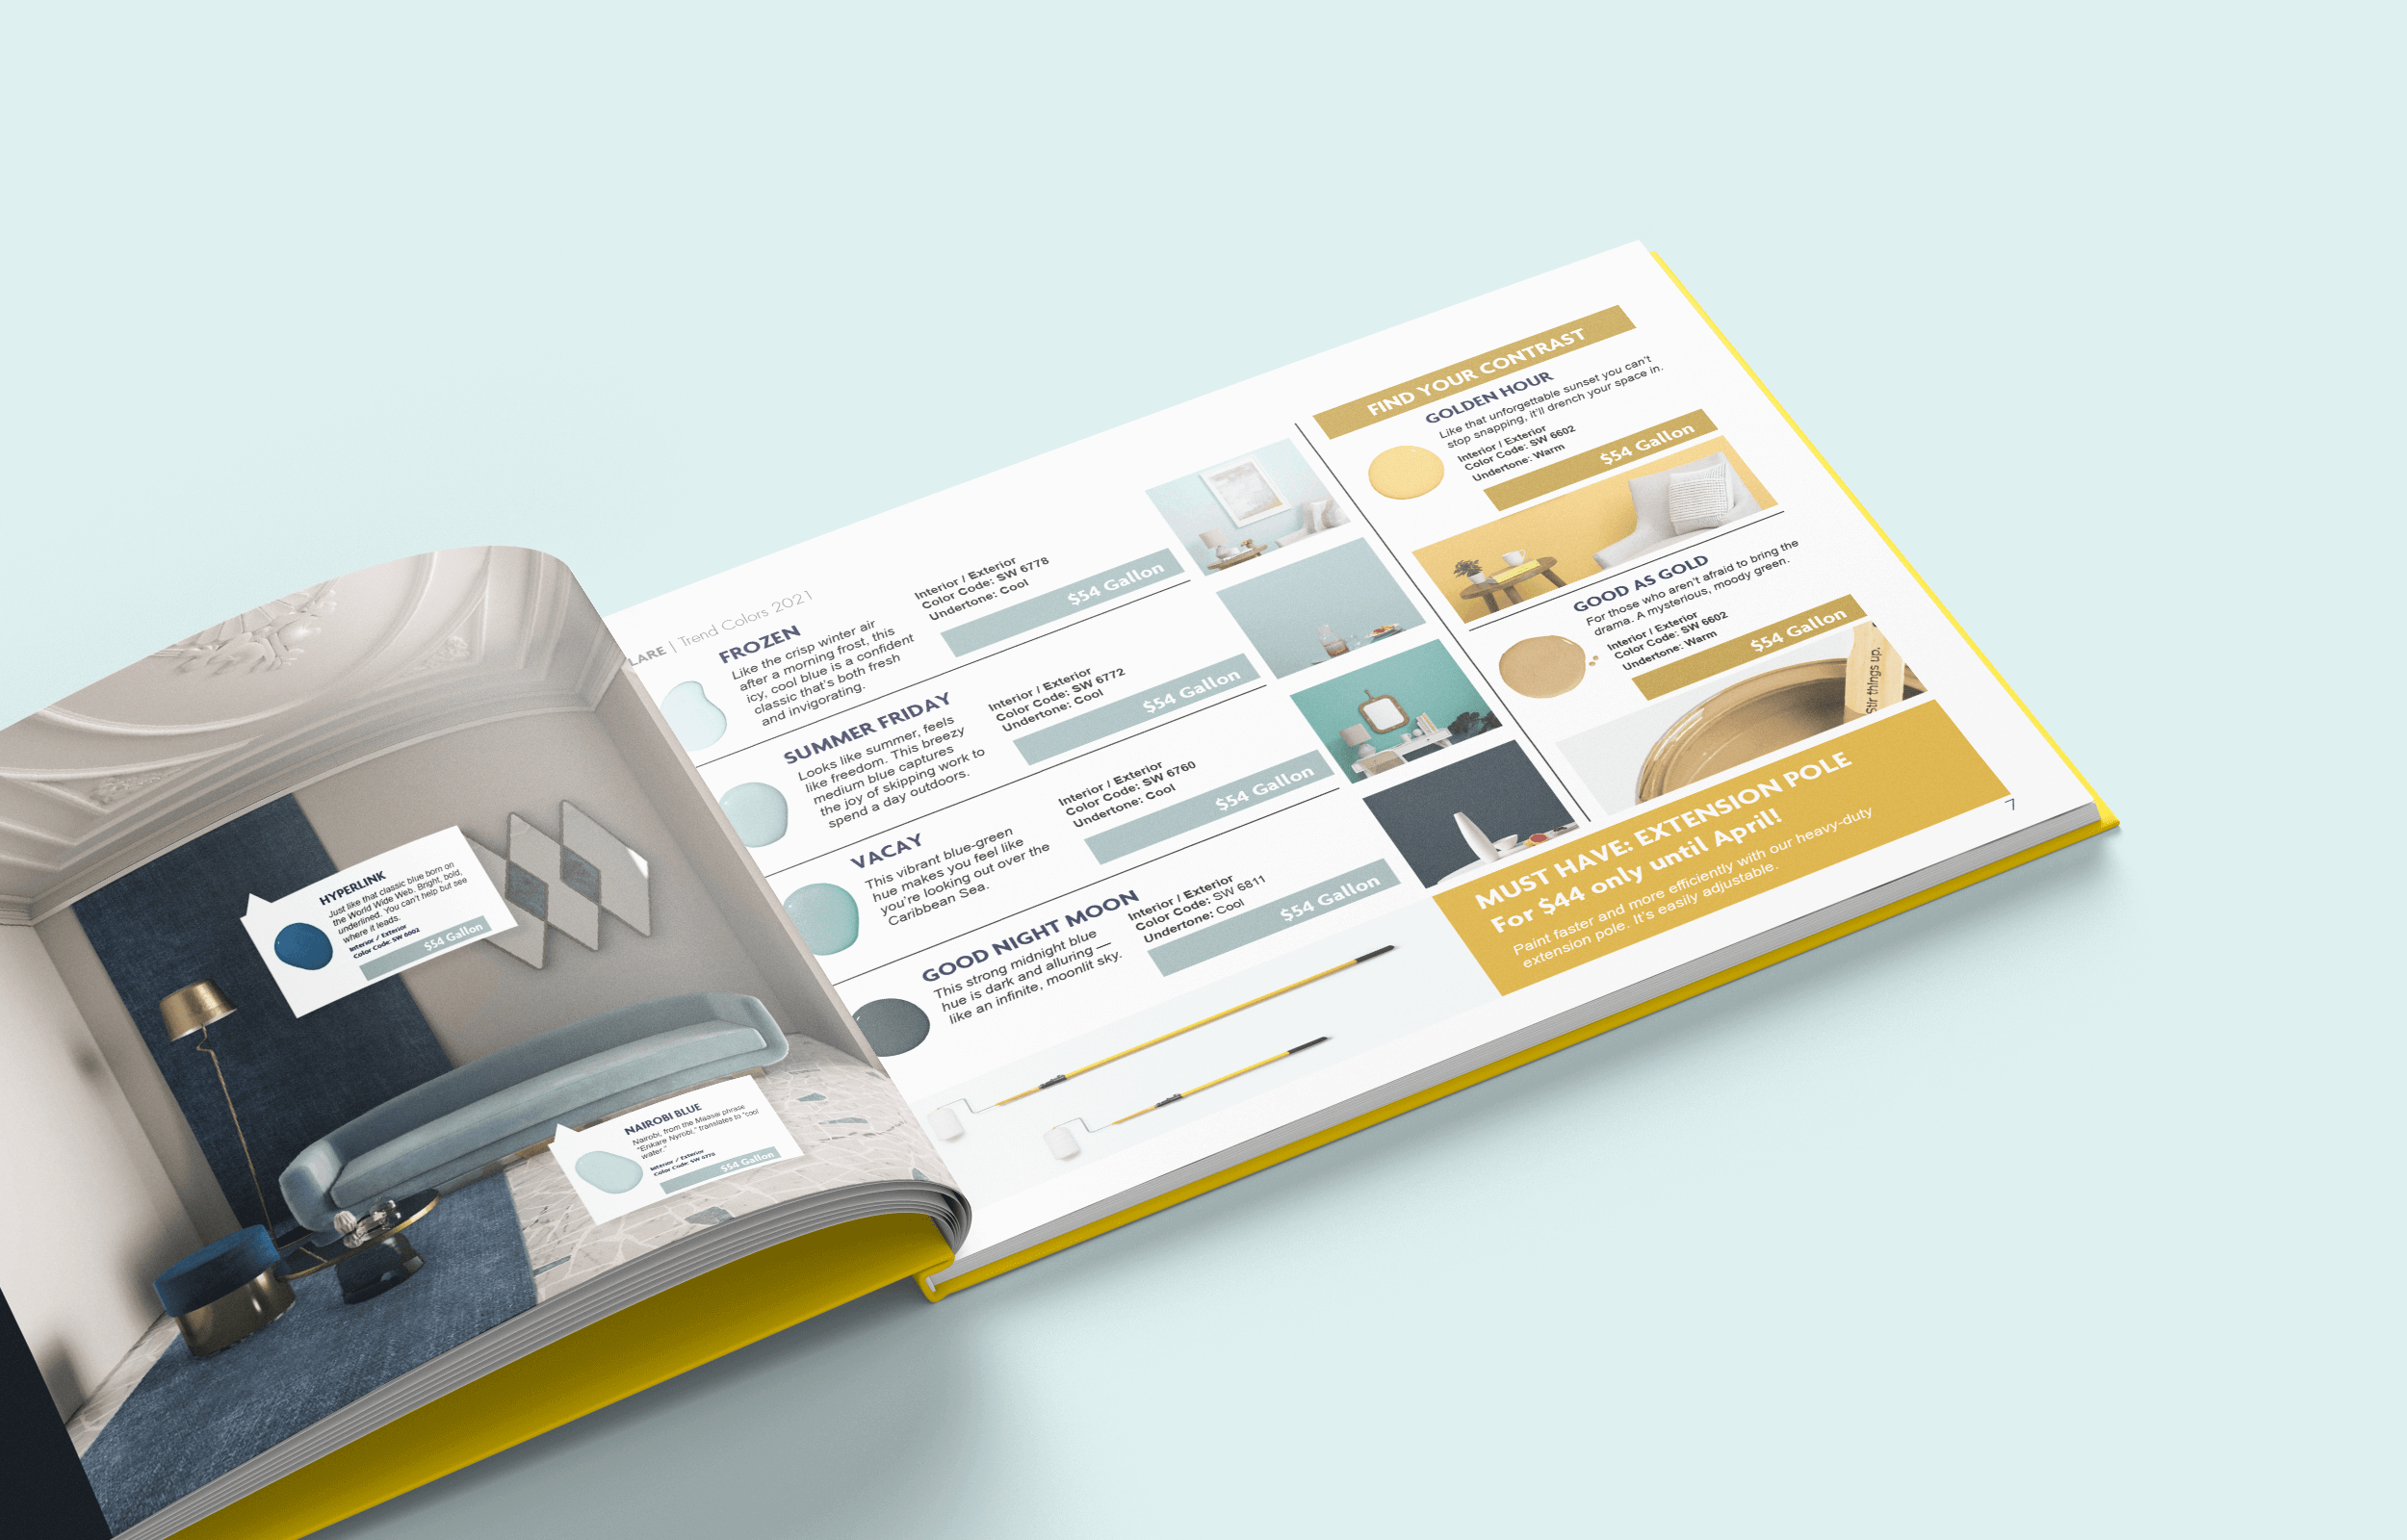 HYPERLINK
Just like that classic blue born on
the World Wide Web. Bright, bold,
underlined. You can't help but see
where it leads.
Interior / Exterior
Color Code: SW 6002
$54 Gallon
NAIROBI BLUE
Nairobi, from the Maasai phrase
"Enkare Nyrobi," translates to "cool
water."
Interior / Exterior
Color Code: SW 6775
$54 Gallon
LARE | Trend Colors 2021
FROZEN
Like the crisp winter air
after a morning frost, this
icy, cool blue is a confident
classic that's both fresh
and invigorating.
Interior / Exterior
Color Code: SW 6778
Undertone: Cool
$54 Gallon
SUMMER FRIDAY
Looks like summer, feels
like freedom. This breezy
medium blue captures
the joy of skipping work to
spend a day outdoors.
Interior / Exterior
Color Code: SW 6772
Undertone: Cool
$54 Gallon
VACAY
This vibrant blue-green
hue makes you feel like
you're looking out over the
Caribbean Sea.
Interior / Exterior
Color Code: SW 6760
Undertone: Cool
$54 Gallon
GOOD NIGHT MOON
This strong midnight blue
hue is dark and alluring —
like an infinite, moonlit sky.
Interior / Exterior
Color Code: SW 6811
Undertone: Cool
$54 Gallon
FIND YOUR CONTRAST
GOLDEN HOUR
Like that unforgettable sunset you can't
stop snapping, it'll drench your space in.
Interior / Exterior
Color Code: SW 6602
Undertone: Warm
$54 Gallon
GOOD AS GOLD
For those who aren't afraid to bring the
drama. A mysterious, moody green.
Interior / Exterior
Color Code: SW 6602
Undertone: Warm
$54 Gallon
Stir things up.
MUST HAVE: EXTENSION POLE
For $44 only until April!
Paint faster and more efficiently with our heavy-duty
extension pole. It's easily adjustable.
7